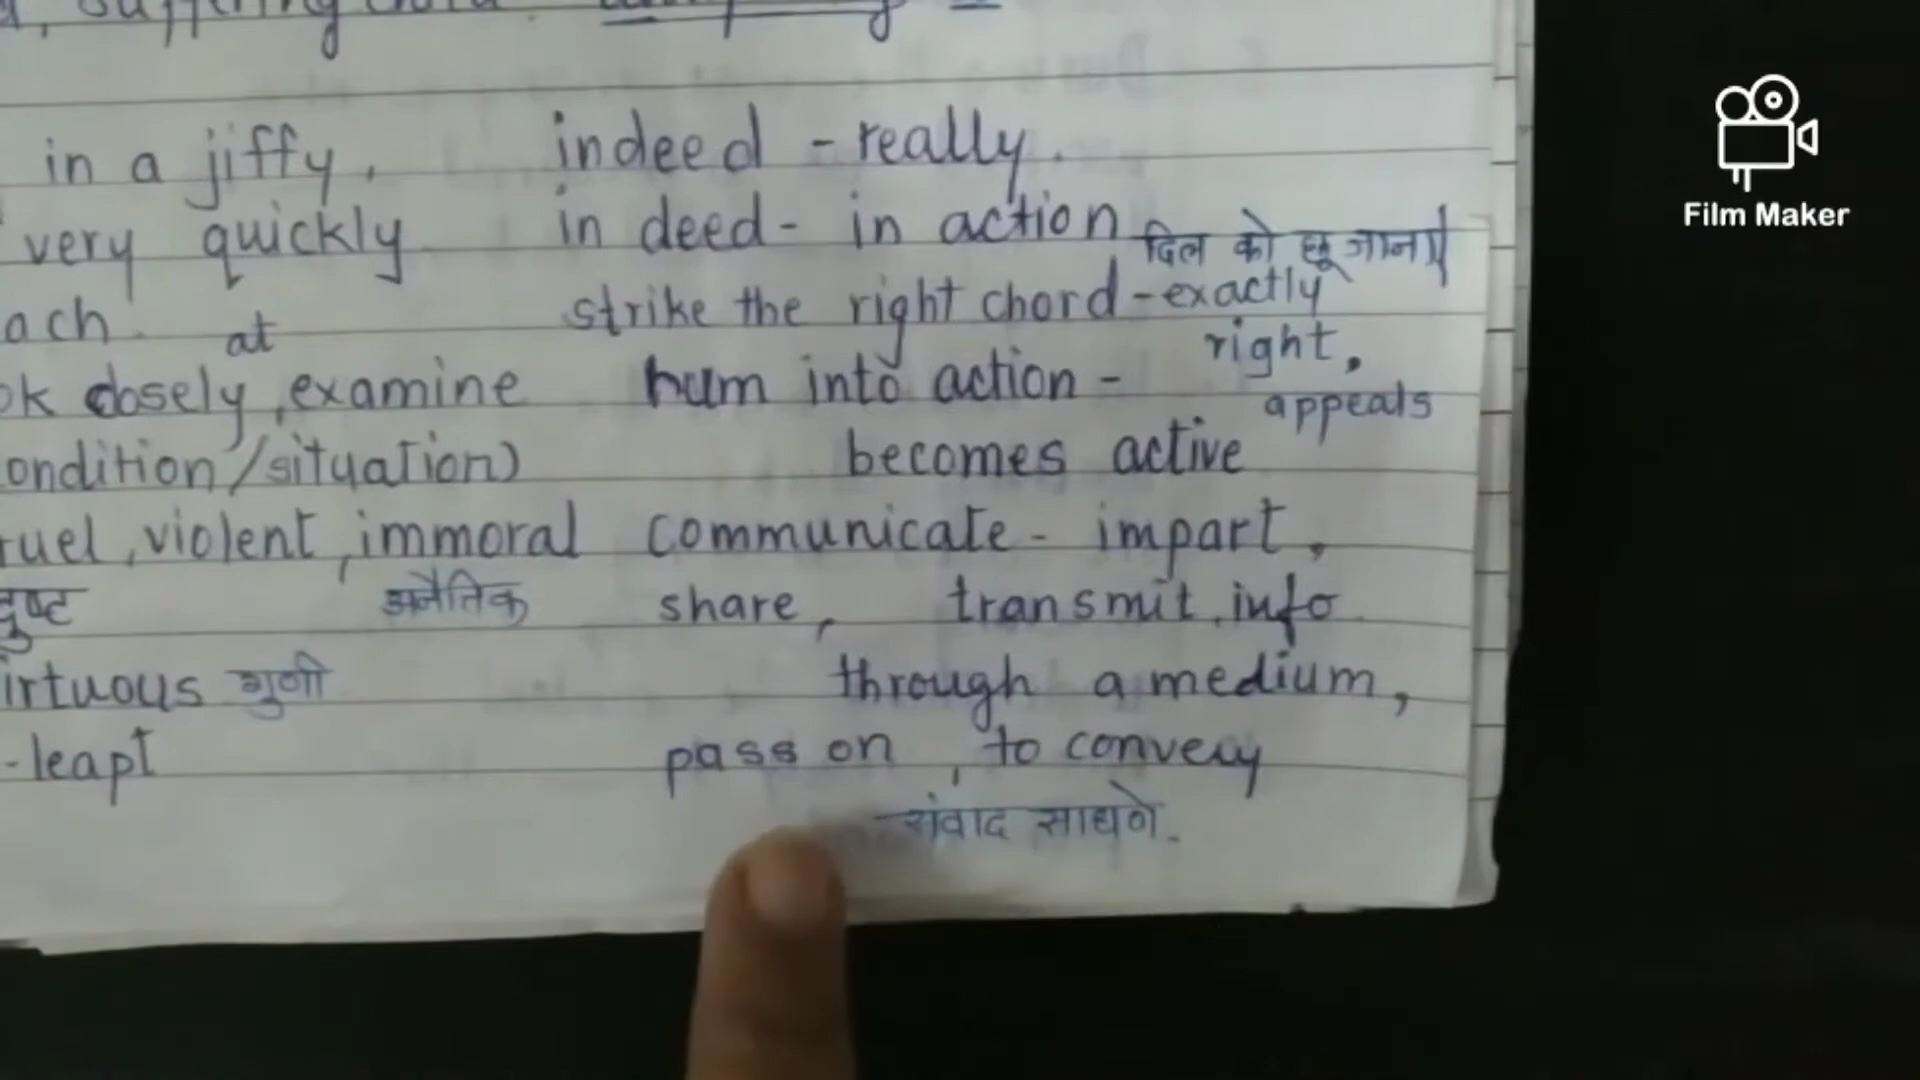 suffering
in a jiffy, indeed - really.
very quickly in deed - in action दिल को छू जाना
ach at strike the right chord - exactly right, appeals
ok closely, examine hum into action -
ondition/situation) becomes active
ruel, violent, immoral communicate - impart,
दुष्ट अनैतिक share, transmit info
irtuous गुणी through a medium,
-leapt pass on, to convey
संवाद साधणे.
Film Maker